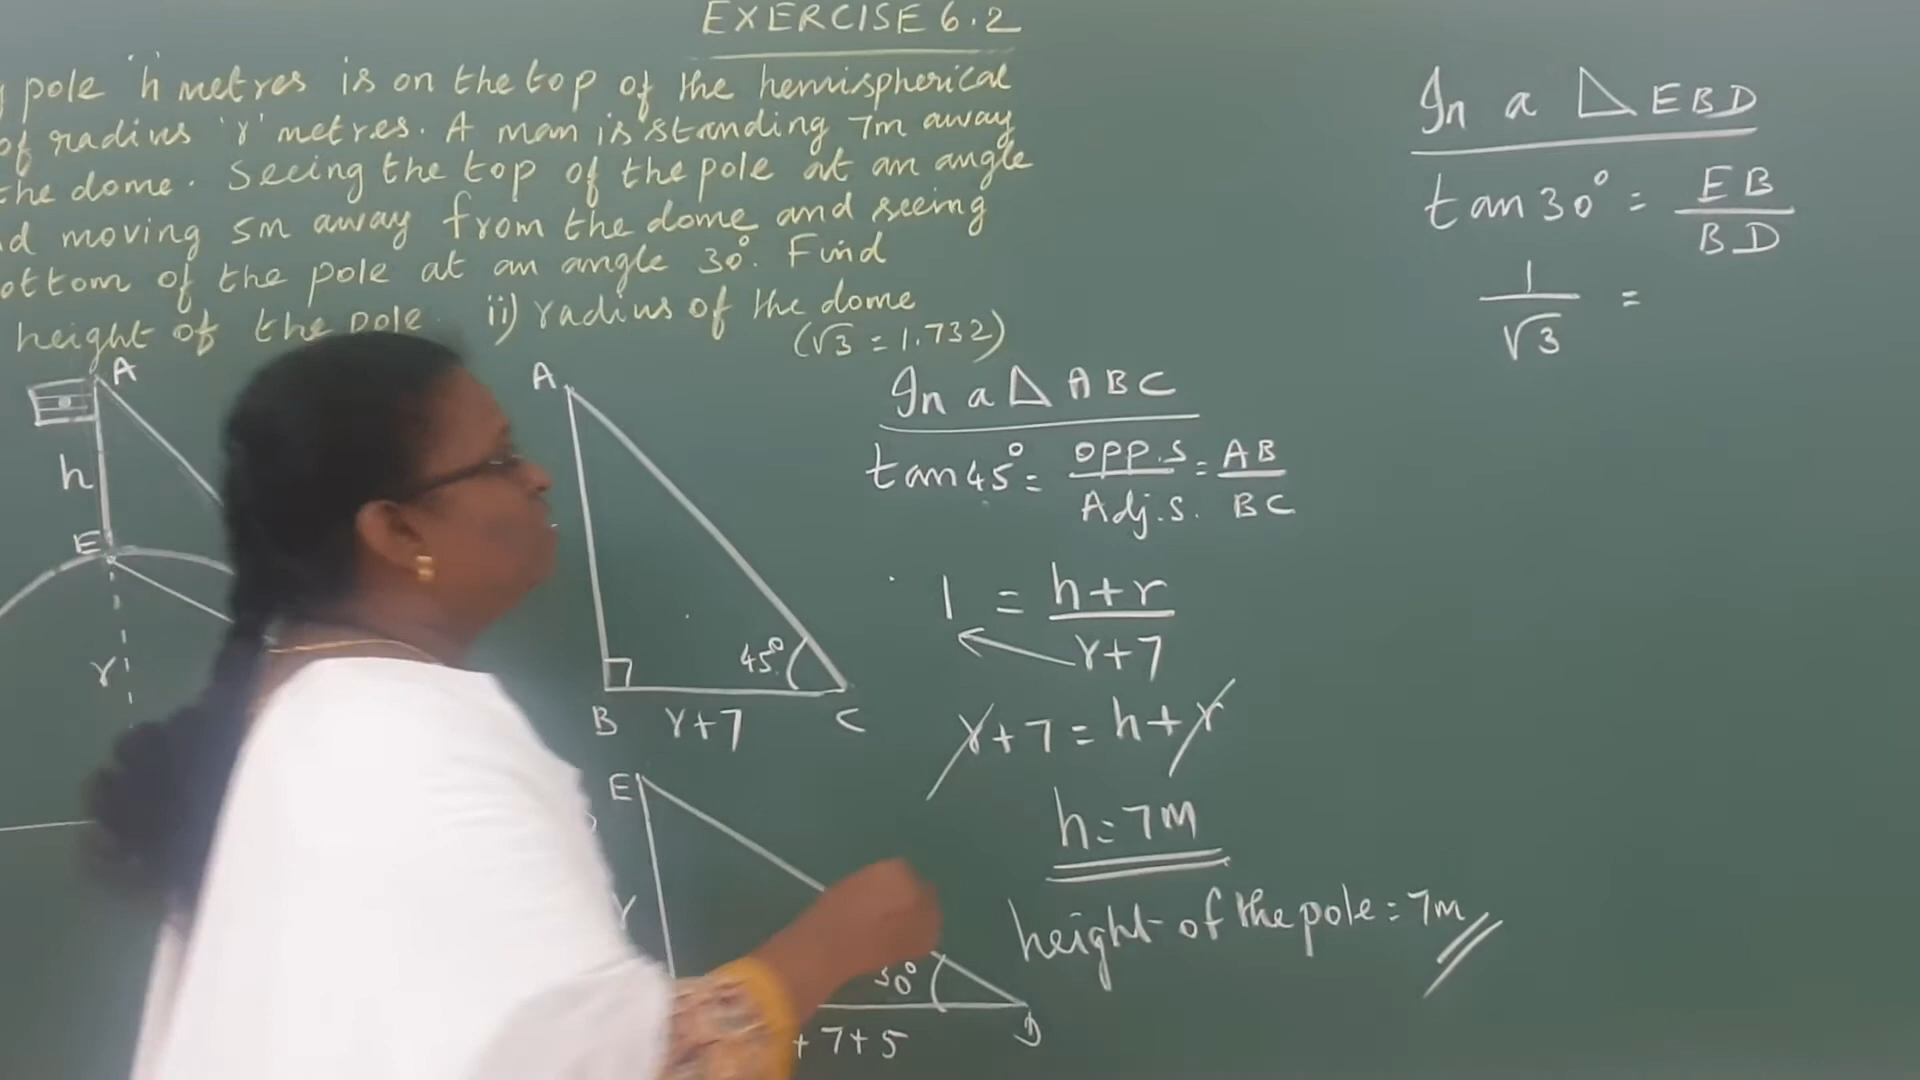 EXERCISE 6.2
pole 'h' metres is on the top of the hemispherical
of radius 'r' metres. A man is standing 7m away
the dome. Seeing the top of the pole at an angle
moving 5m away from the dome and seeing
ottom of the pole at an angle 30°. Find
height of the pole ii) radius of the dome
(√3 = 1.732)
A
h
E
r
A
45°
B r+7 C
E
r
30°
+ 7+5 D
In a △ ABC
tan 45° = opp.s / Adj.s. = AB / BC
1 = h+r / r+7
r+7 = h+r
h = 7m
height of the pole = 7m
In a △ EBD
tan 30° = EB / BD
1 / √3 =